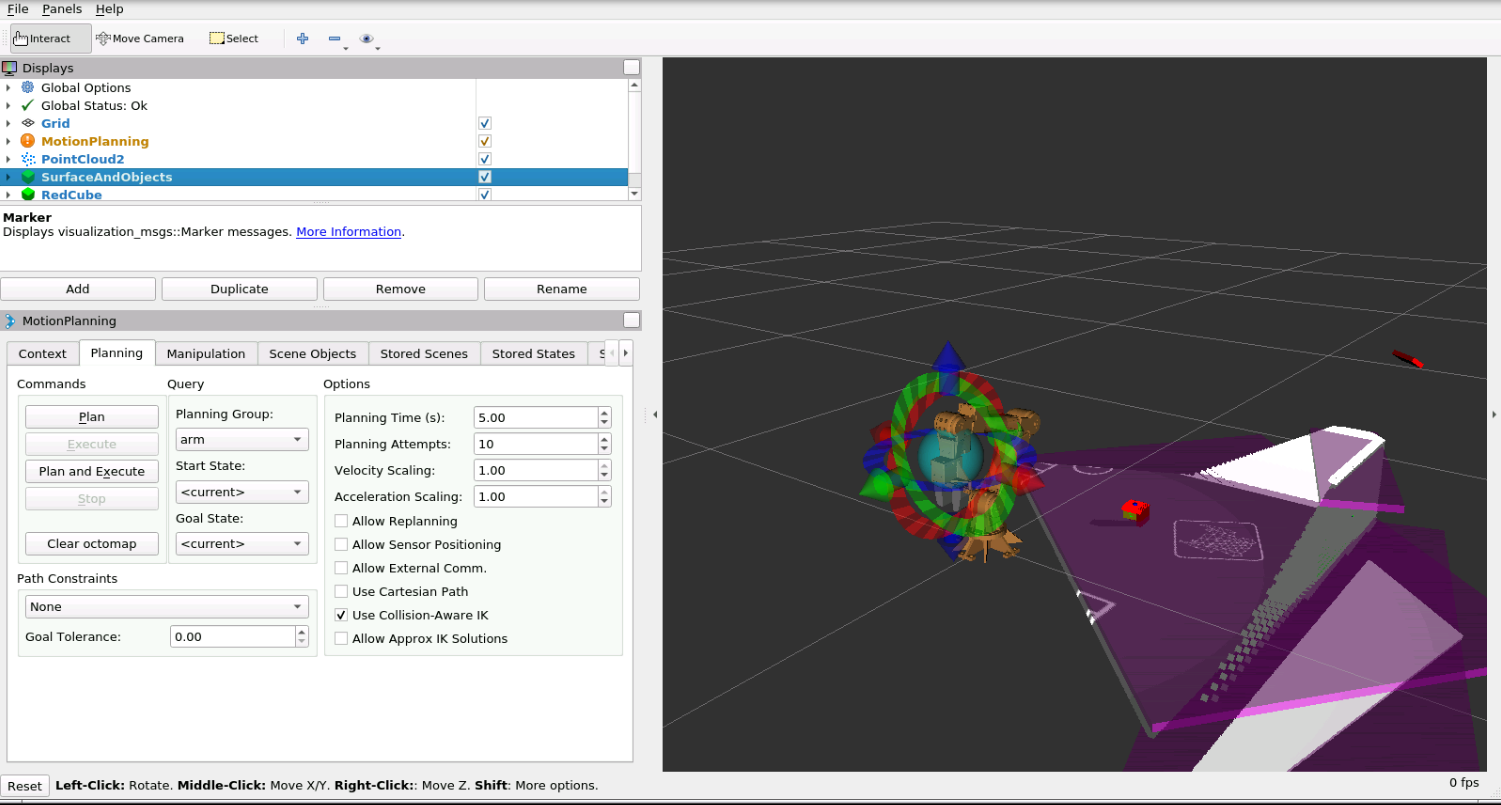 File Panels Help
Interact Move Camera Select
Displays
Global Options
Global Status: Ok
Grid
MotionPlanning
PointCloud2
SurfaceAndObjects
RedCube
Marker
Displays visualization_msgs::Marker messages. More Information.
Add Duplicate Remove Rename
MotionPlanning
Context Planning Manipulation Scene Objects Stored Scenes Stored States S
Commands
Plan
Execute
Plan and Execute
Stop
Clear octomap
Query
Planning Group:
arm
Start State:
<current>
Goal State:
<current>
Path Constraints
None
Goal Tolerance: 0.00
Options
Planning Time (s): 5.00
Planning Attempts: 10
Velocity Scaling: 1.00
Acceleration Scaling: 1.00
Allow Replanning
Allow Sensor Positioning
Allow External Comm.
Use Cartesian Path
Use Collision-Aware IK
Allow Approx IK Solutions
Reset Left-Click: Rotate. Middle-Click: Move X/Y. Right-Click:: Move Z. Shift: More options. 0 fps